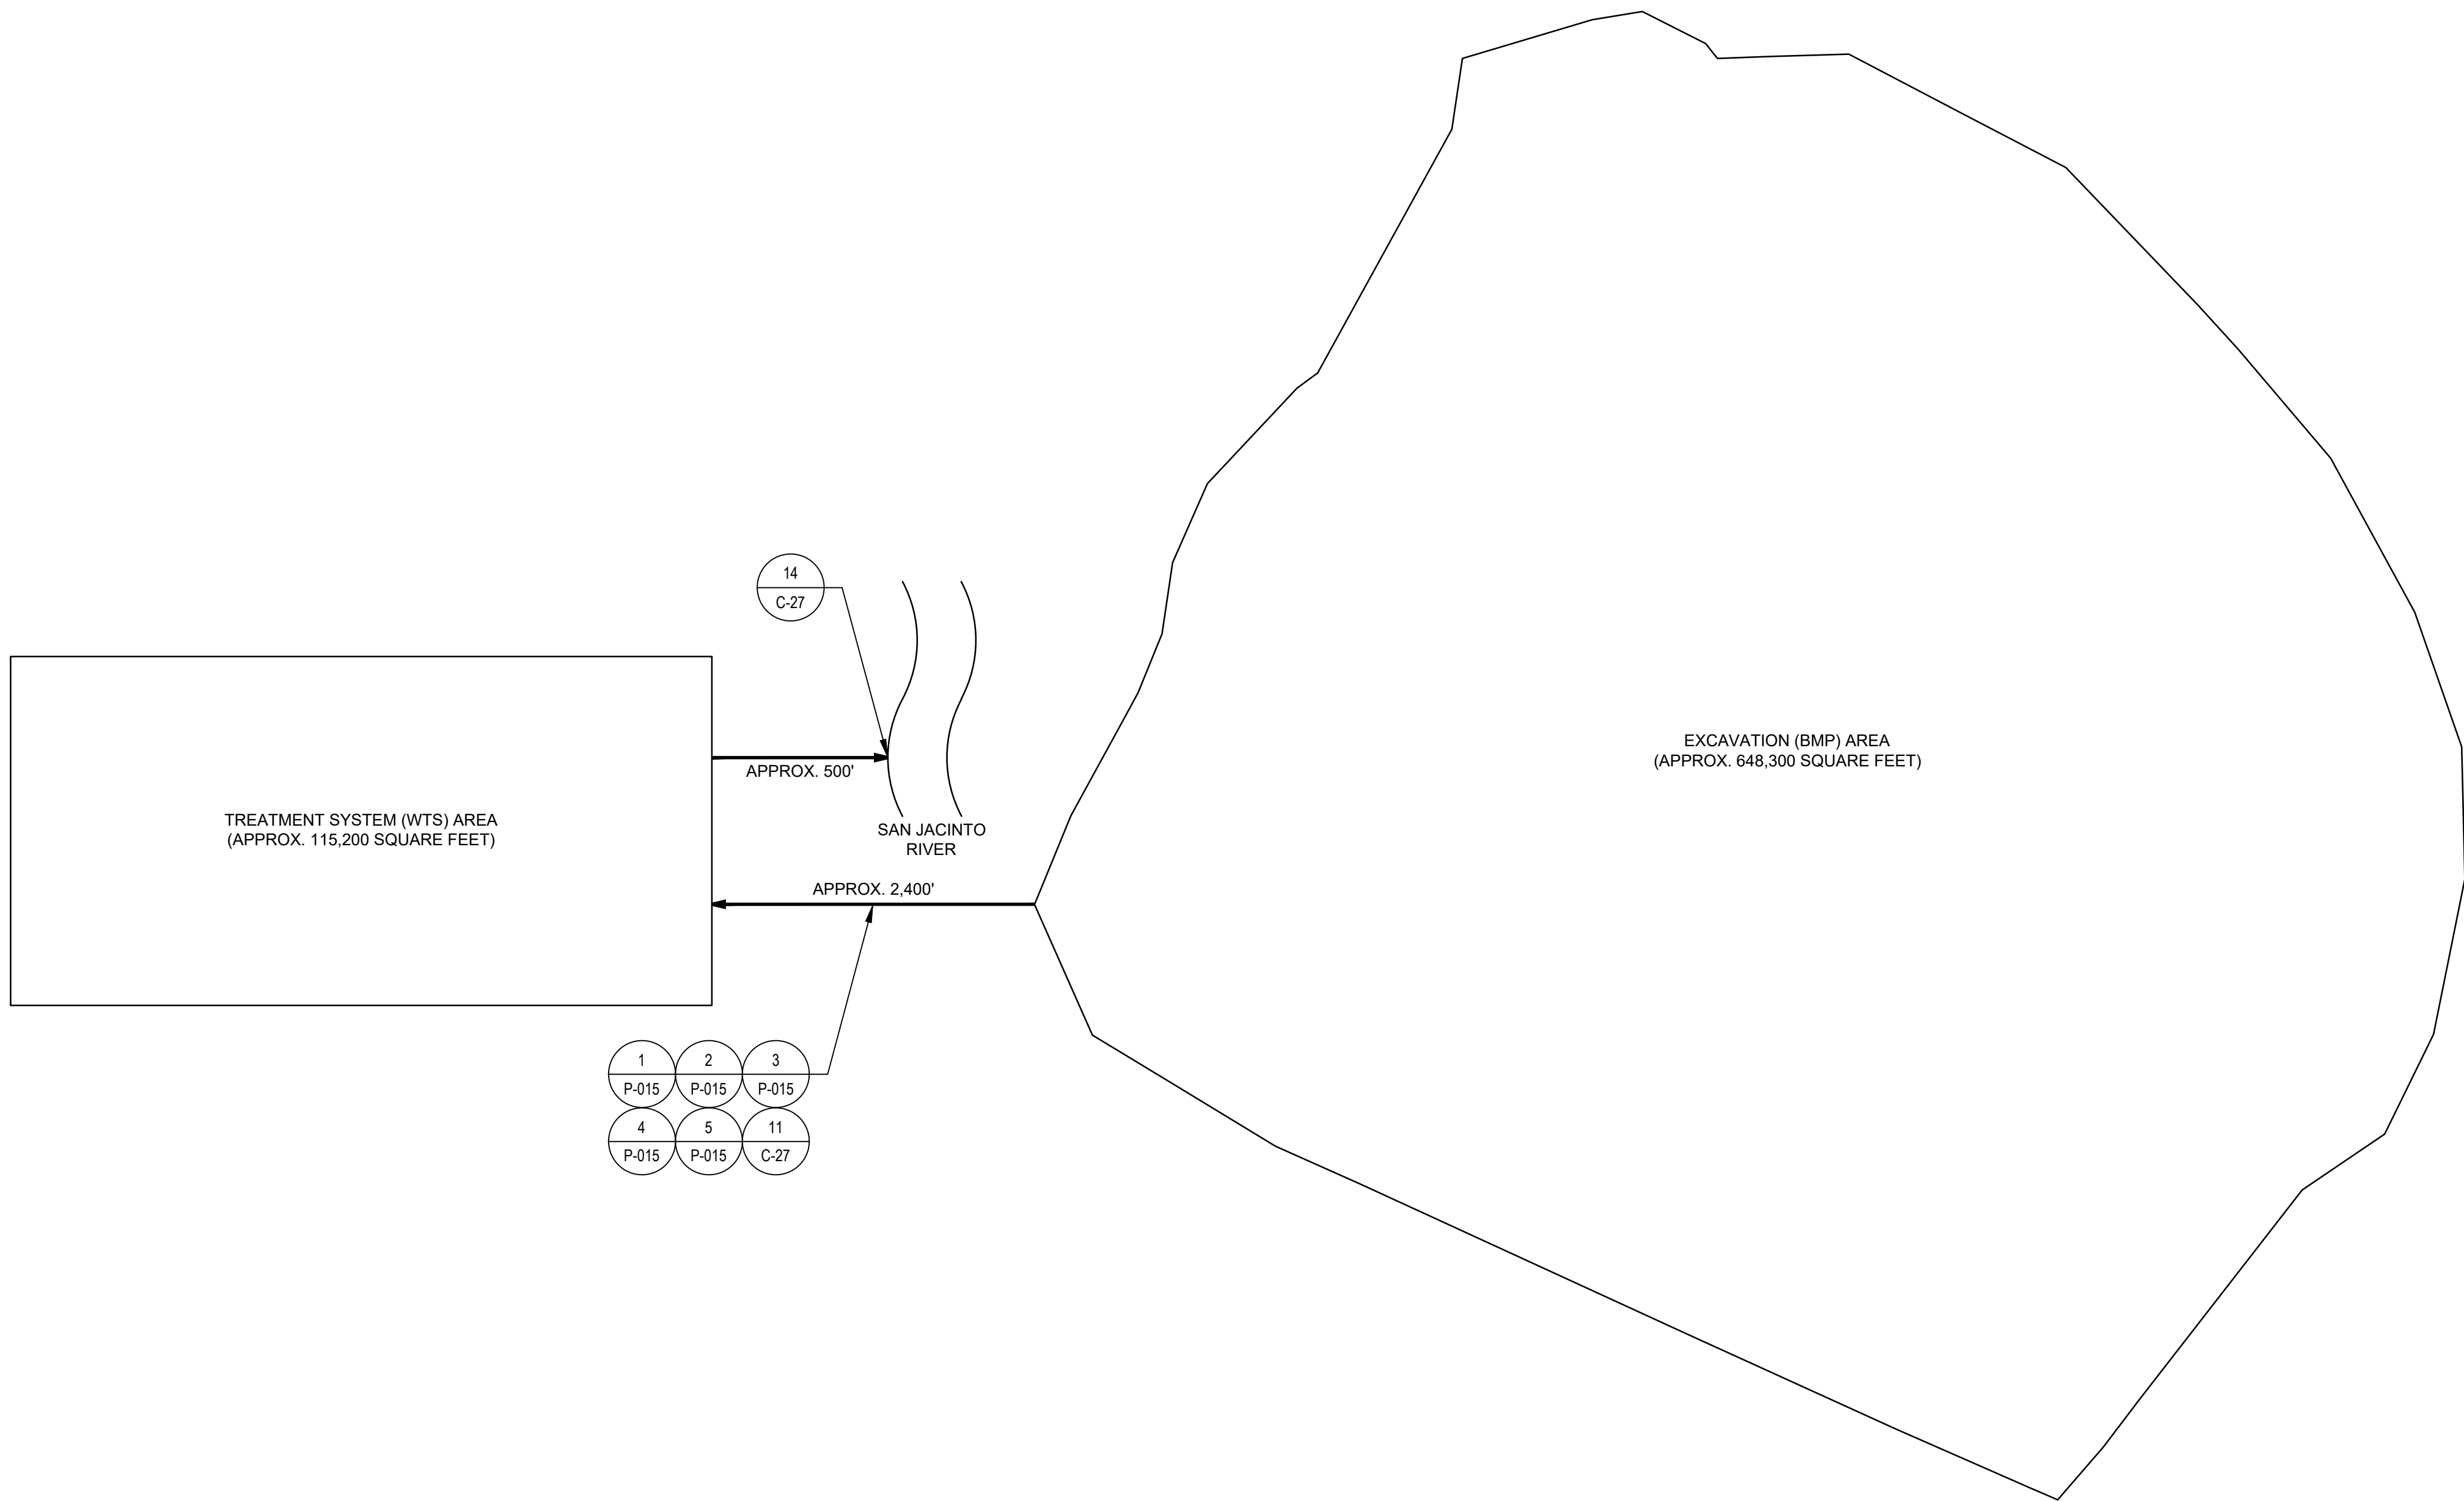 14
C-27
EXCAVATION (BMP) AREA
(APPROX. 648,300 SQUARE FEET)
APPROX. 500'
TREATMENT SYSTEM (WTS) AREA
(APPROX. 115,200 SQUARE FEET)
SAN JACINTO
RIVER
APPROX. 2,400'
1 2 3
P-015 P-015 P-015
4 5 11
P-015 P-015 C-27